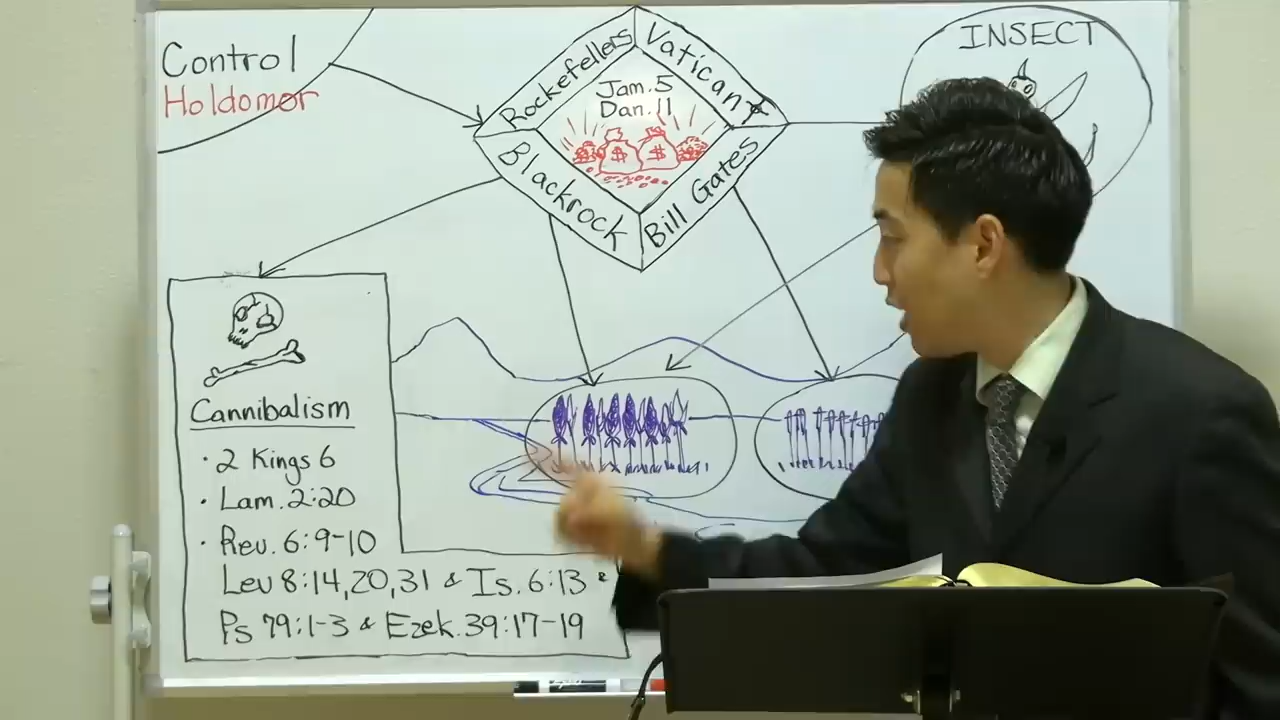 Control
Holdomor
Rockefellers
Vatican
Jam. 5
Dan. 11
$ $
Blackrock
Bill Gates
INSECT
Cannibalism
· 2 Kings 6
· Lam. 2:20
· Rev. 6:9-10
Lev 8:14,20,31 & Is. 6:13 &
Ps 79:1-3 & Ezek. 39:17-19